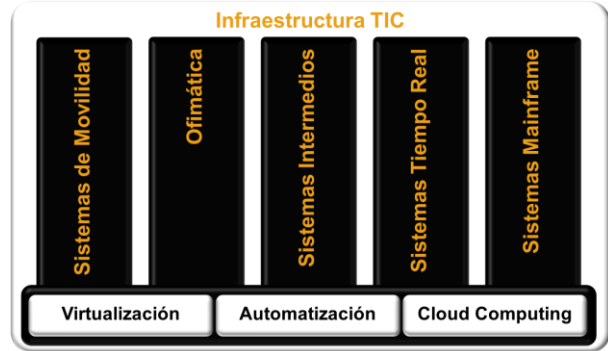 Infraestructura TIC
Sistemas de Movilidad
Ofimática
Sistemas Intermedios
Sistemas Tiempo Real
Sistemas Mainframe
Virtualización
Automatización
Cloud Computing